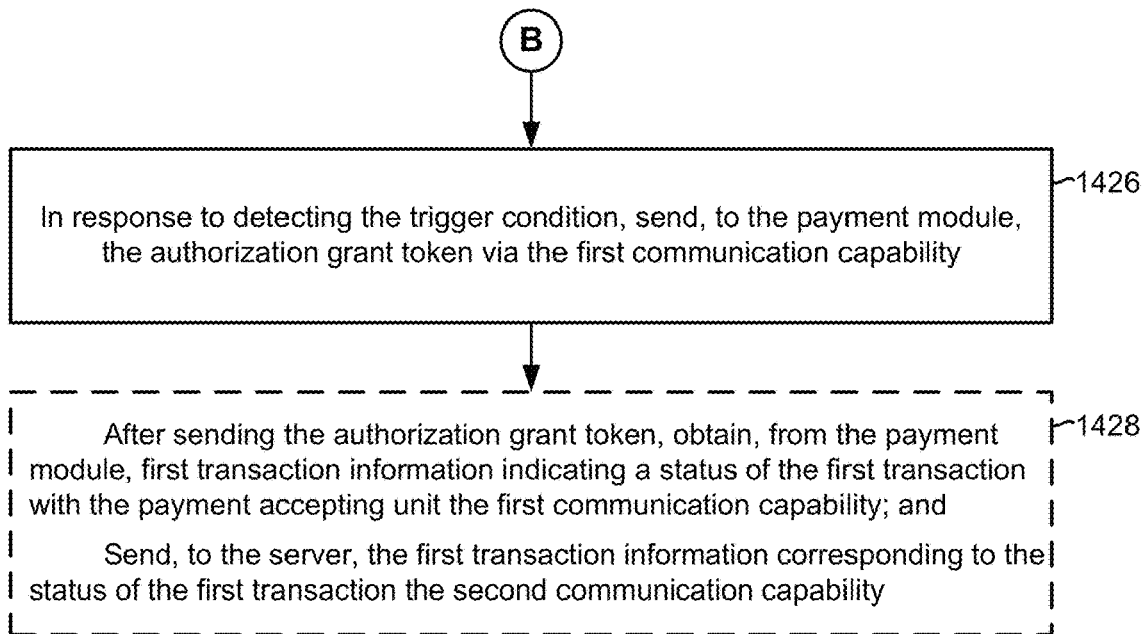 B
1426
In response to detecting the trigger condition, send, to the payment module,
the authorization grant token via the first communication capability
1428
After sending the authorization grant token, obtain, from the payment
module, first transaction information indicating a status of the first transaction
with the payment accepting unit the first communication capability; and
Send, to the server, the first transaction information corresponding to the
status of the first transaction the second communication capability